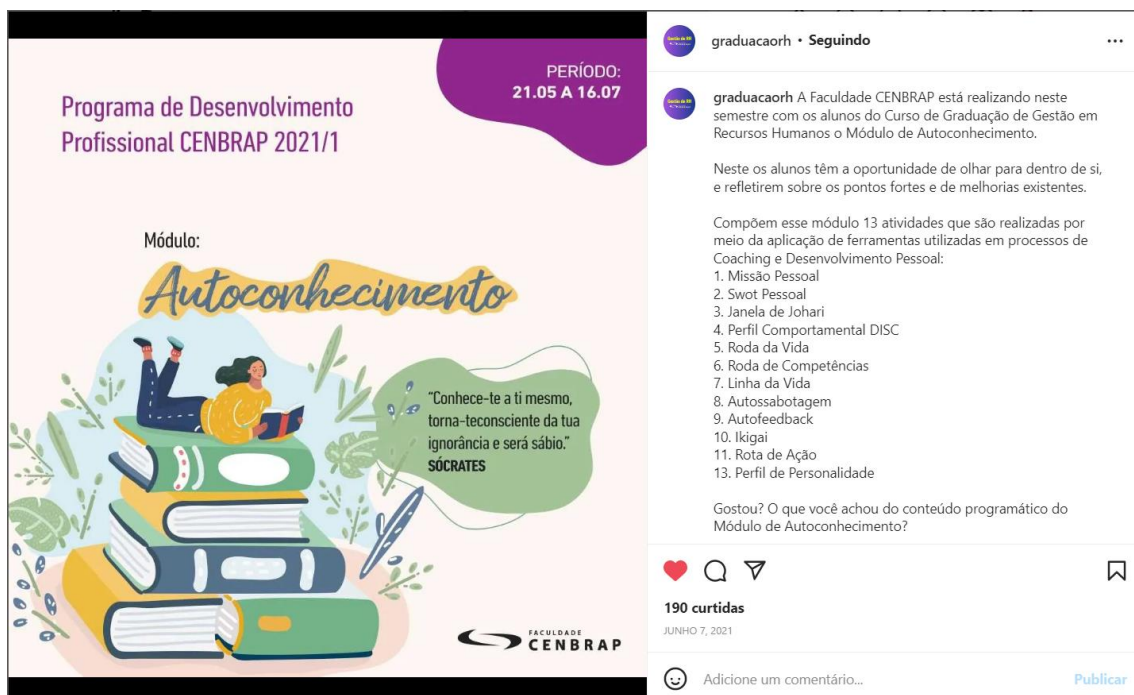 PERÍODO:
21.05 A 16.07
Programa de Desenvolvimento
Profissional CENBRAP 2021/1
Módulo:
Autoconhecimento
"Conhece-te a ti mesmo,
torna-teconsciente da tua
ignorância e será sábio."
SÓCRATES
FACULDADE
CENBRAP
graduacaorh • Seguindo
graduacaorh A Faculdade CENBRAP está realizando neste
semestre com os alunos do Curso de Graduação de Gestão em
Recursos Humanos o Módulo de Autoconhecimento.
Neste os alunos têm a oportunidade de olhar para dentro de si,
e refletirem sobre os pontos fortes e de melhorias existentes.
Compõem esse módulo 13 atividades que são realizadas por
meio da aplicação de ferramentas utilizadas em processos de
Coaching e Desenvolvimento Pessoal:
1. Missão Pessoal
2. Swot Pessoal
3. Janela de Johari
4. Perfil Comportamental DISC
5. Roda da Vida
6. Roda de Competências
7. Linha da Vida
8. Autossabotagem
9. Autofeedback
10. Ikigai
11. Rota de Ação
13. Perfil de Personalidade
Gostou? O que você achou do conteúdo programático do
Módulo de Autoconhecimento?
190 curtidas
JUNHO 7, 2021
Adicione um comentário...
Publicar